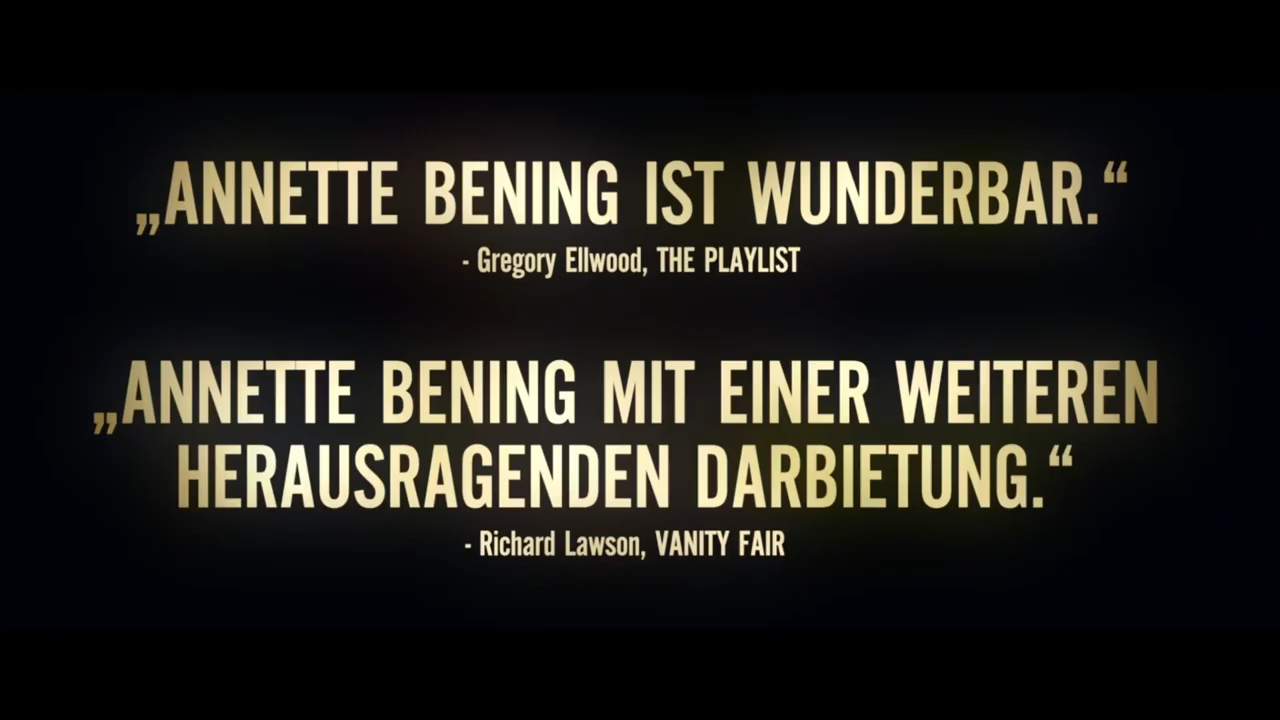 „ANNETTE BENING IST WUNDERBAR.“
- Gregory Ellwood, THE PLAYLIST
„ANNETTE BENING MIT EINER WEITEREN
HERAUSRAGENDEN DARBIETUNG.“
- Richard Lawson, VANITY FAIR